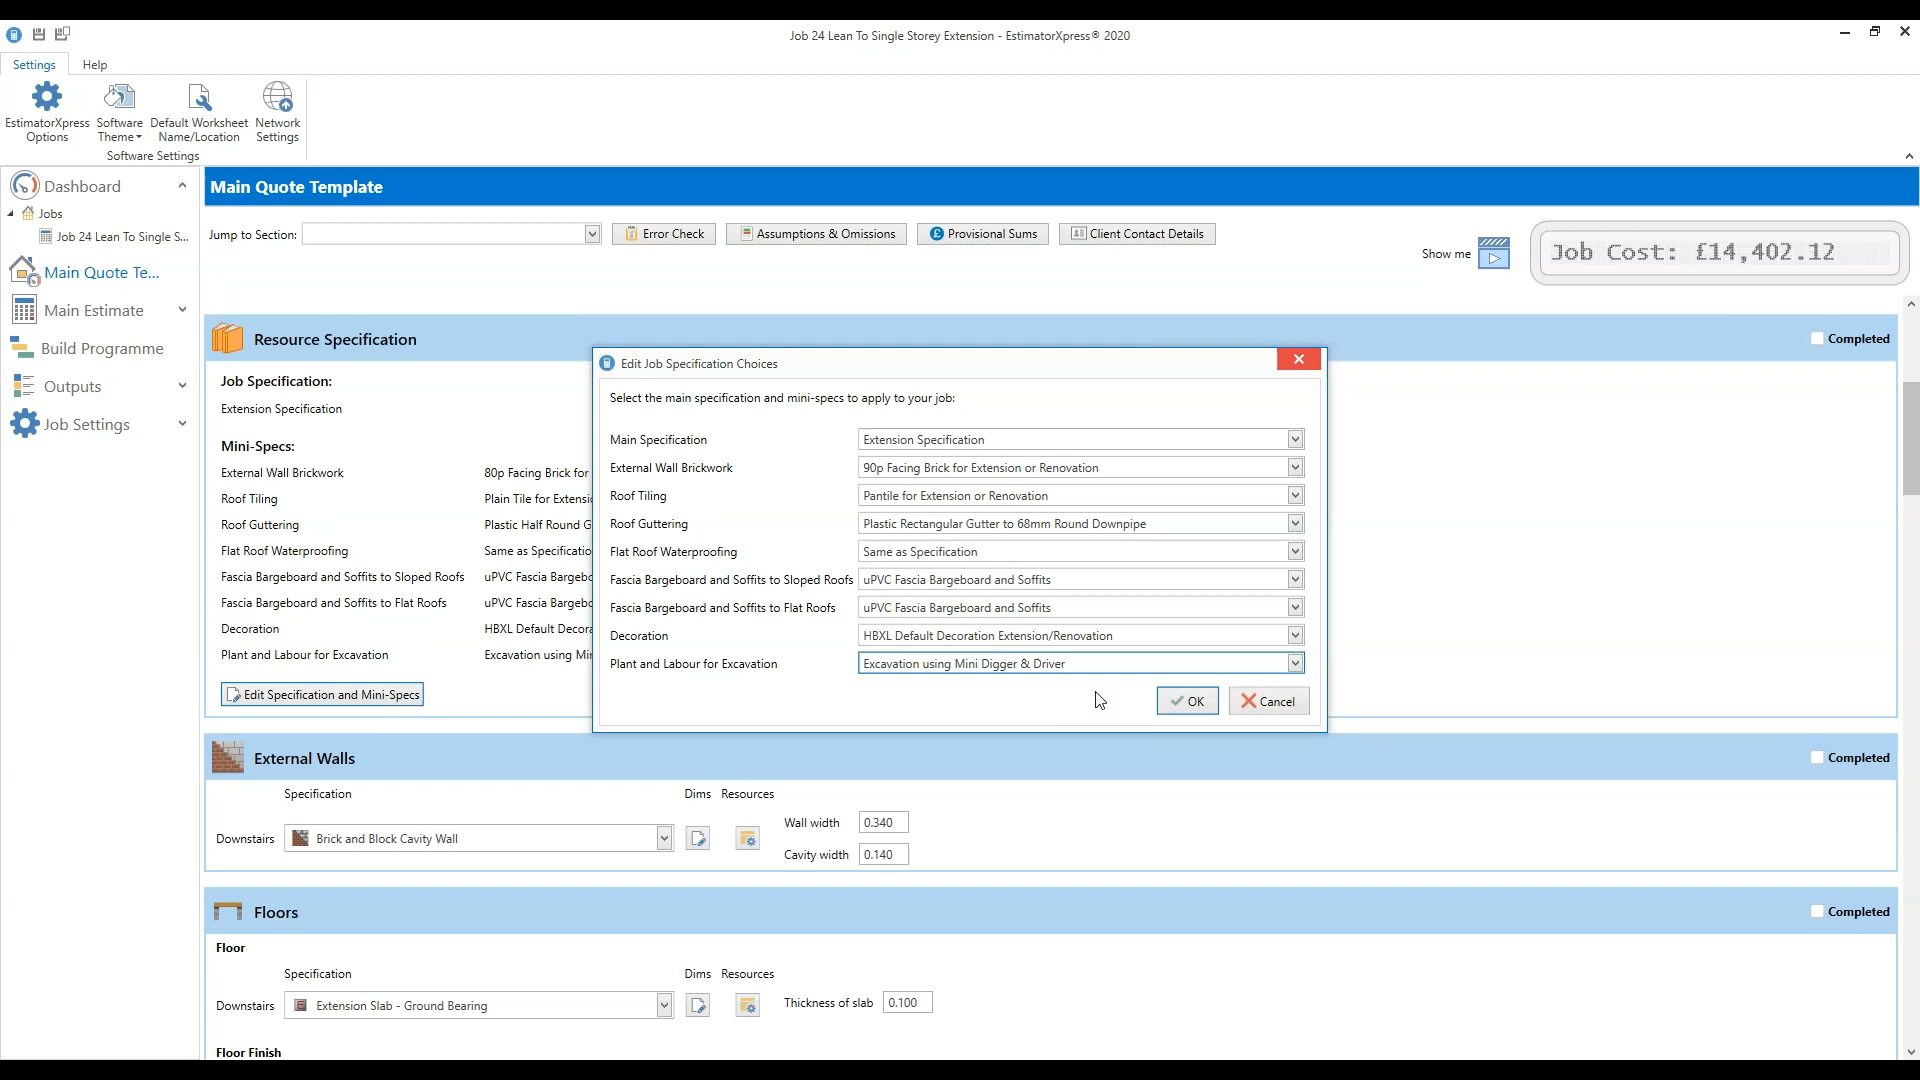 Job 24 Lean To Single Storey Extension - EstimatorXpress® 2020
Settings Help
EstimatorXpress Options
Software Theme
Default Worksheet Name/Location
Network Settings
Software Settings
Dashboard
Jobs
Job 24 Lean To Single S...
Main Quote Te...
Main Estimate
Build Programme
Outputs
Job Settings
Main Quote Template
Jump to Section: Error Check Assumptions & Omissions Provisional Sums Client Contact Details
Show me
Job Cost: £14,402.12
Resource Specification Completed
Job Specification:
Extension Specification
Mini-Specs:
External Wall Brickwork 80p Facing Brick for
Roof Tiling Plain Tile for Extensi
Roof Guttering Plastic Half Round G
Flat Roof Waterproofing Same as Specificatio
Fascia Bargeboard and Soffits to Sloped Roofs uPVC Fascia Bargebo
Fascia Bargeboard and Soffits to Flat Roofs uPVC Fascia Bargebo
Decoration HBXL Default Decora
Plant and Labour for Excavation Excavation using Min
Edit Specification and Mini-Specs
Edit Job Specification Choices
Select the main specification and mini-specs to apply to your job:
Main Specification Extension Specification
External Wall Brickwork 90p Facing Brick for Extension or Renovation
Roof Tiling Pantile for Extension or Renovation
Roof Guttering Plastic Rectangular Gutter to 68mm Round Downpipe
Flat Roof Waterproofing Same as Specification
Fascia Bargeboard and Soffits to Sloped Roofs uPVC Fascia Bargeboard and Soffits
Fascia Bargeboard and Soffits to Flat Roofs uPVC Fascia Bargeboard and Soffits
Decoration HBXL Default Decoration Extension/Renovation
Plant and Labour for Excavation Excavation using Mini Digger & Driver
OK Cancel
External Walls Completed
Specification Dims Resources
Wall width 0.340
Downstairs Brick and Block Cavity Wall
Cavity width 0.140
Floors Completed
Floor
Specification Dims Resources
Downstairs Extension Slab - Ground Bearing Thickness of slab 0.100
Floor Finish